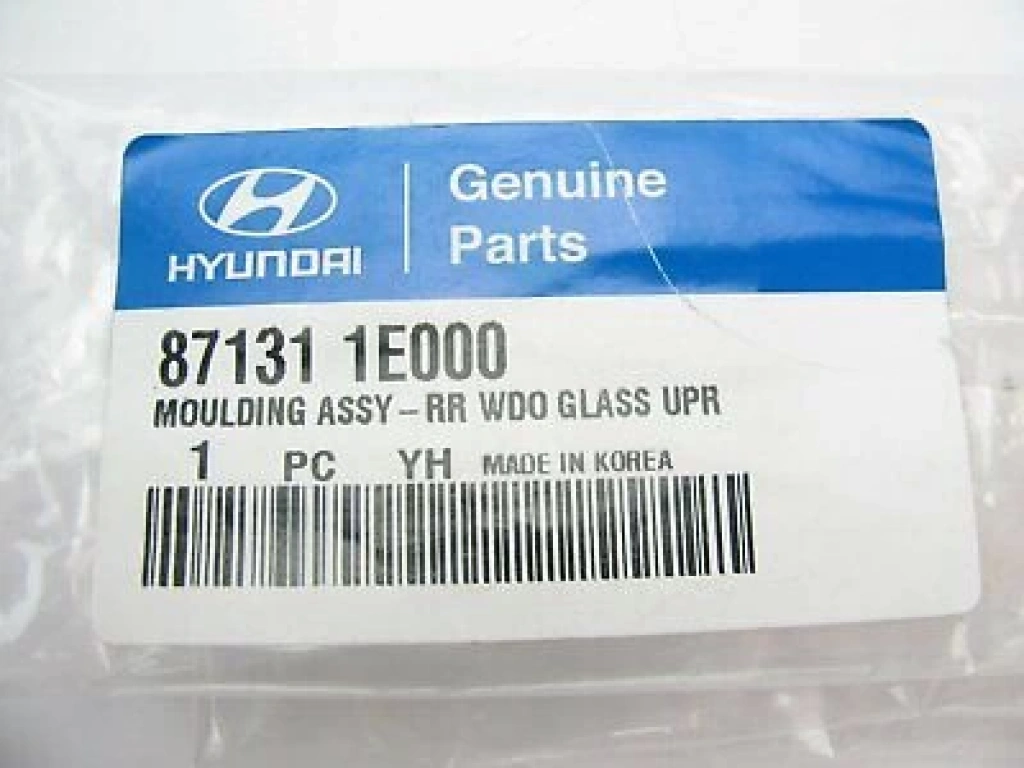 HYUNDAI
Genuine
Parts
87131 1E000
MOULDING ASSY-RR WDO GLASS UPR
1 PC YH MADE IN KOREA